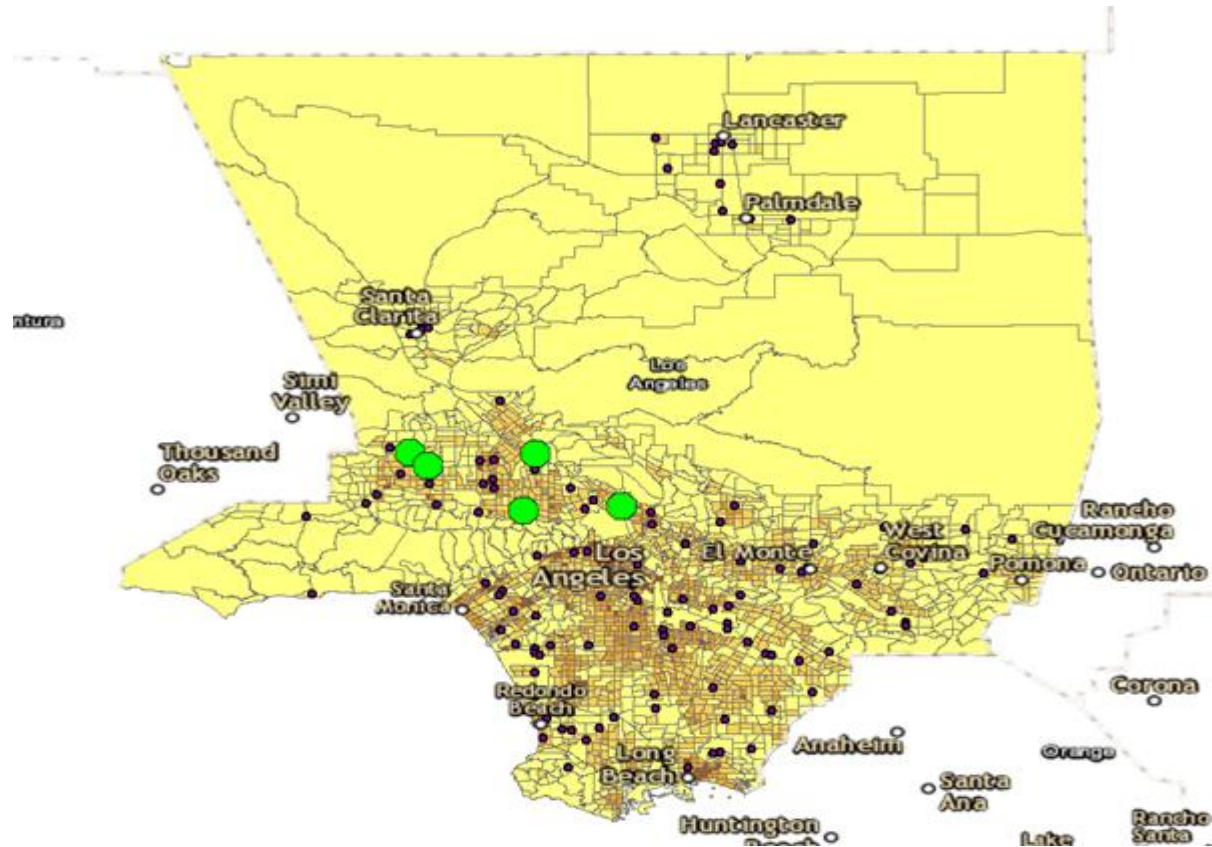 Lancaster
Palmdale
Santa
Clarita
ntura
Los
Angeles
Simi
Valley
Thousand
Oaks
Rancho
Cucamonga
West
Covina
El Monte
Los
Angeles
Pomona
Ontario
Santa
Monica
Corona
Redondo
Beach
Long
Beach
Anaheim
Orange
Santa
Ana
Huntington
Beach
Rancho
Santa
Lake